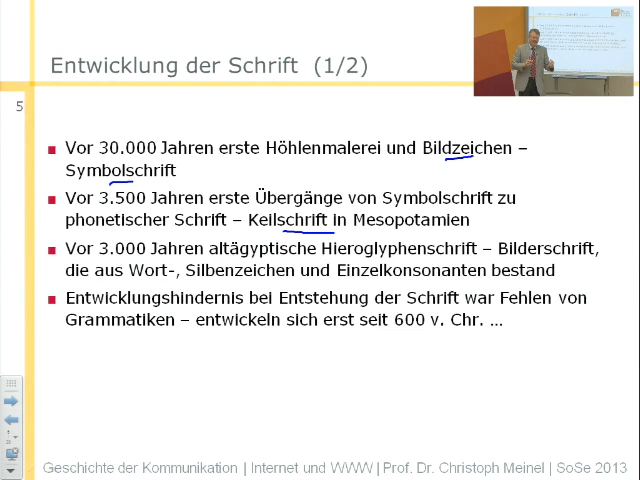 Entwicklung der Schrift (1/2)
5
Vor 30.000 Jahren erste Höhlenmalerei und Bildzeichen –
Symbolschrift
Vor 3.500 Jahren erste Übergänge von Symbolschrift zu
phonetischer Schrift – Keilschrift in Mesopotamien
Vor 3.000 Jahren altägyptische Hieroglyphenschrift – Bilderschrift,
die aus Wort-, Silbenzeichen und Einzelkonsonanten bestand
Entwicklungshindernis bei Entstehung der Schrift war Fehlen von
Grammatiken – entwickeln sich erst seit 600 v. Chr. ...
Geschichte der Kommunikation | Internet und WWW | Prof. Dr. Christoph Meinel | SoSe 2013